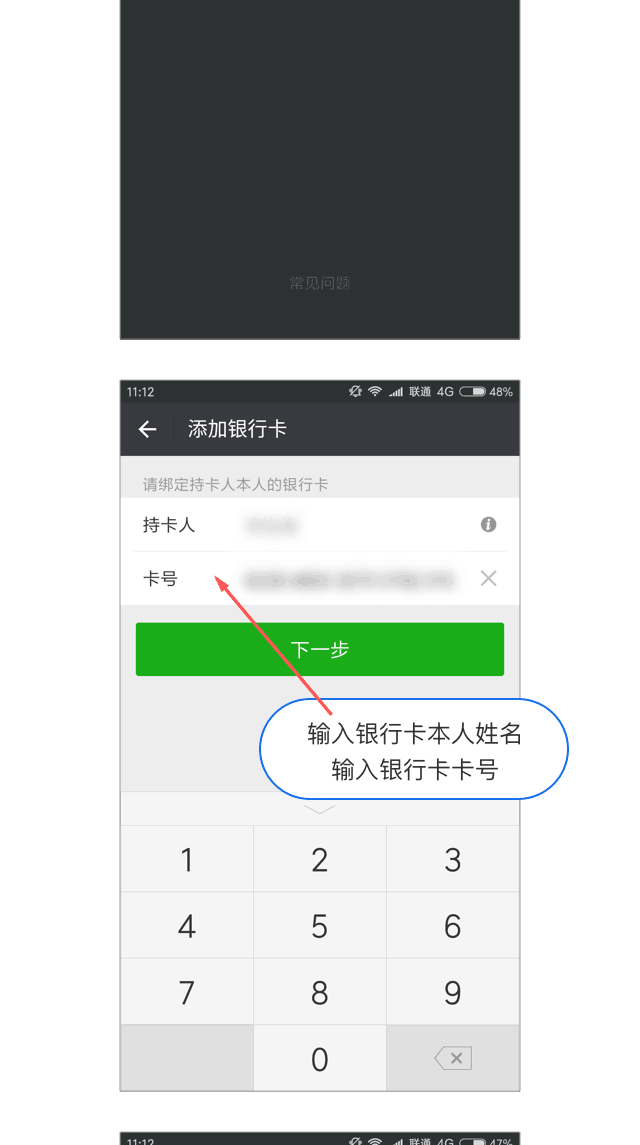 常见问题
11:12 联通 4G 48%
添加银行卡
请绑定持卡人本人的银行卡
持卡人
卡号
下一步
输入银行卡本人姓名
输入银行卡卡号
1 2 3
4 5 6
7 8 9
0
11:12 联通 4G 47%